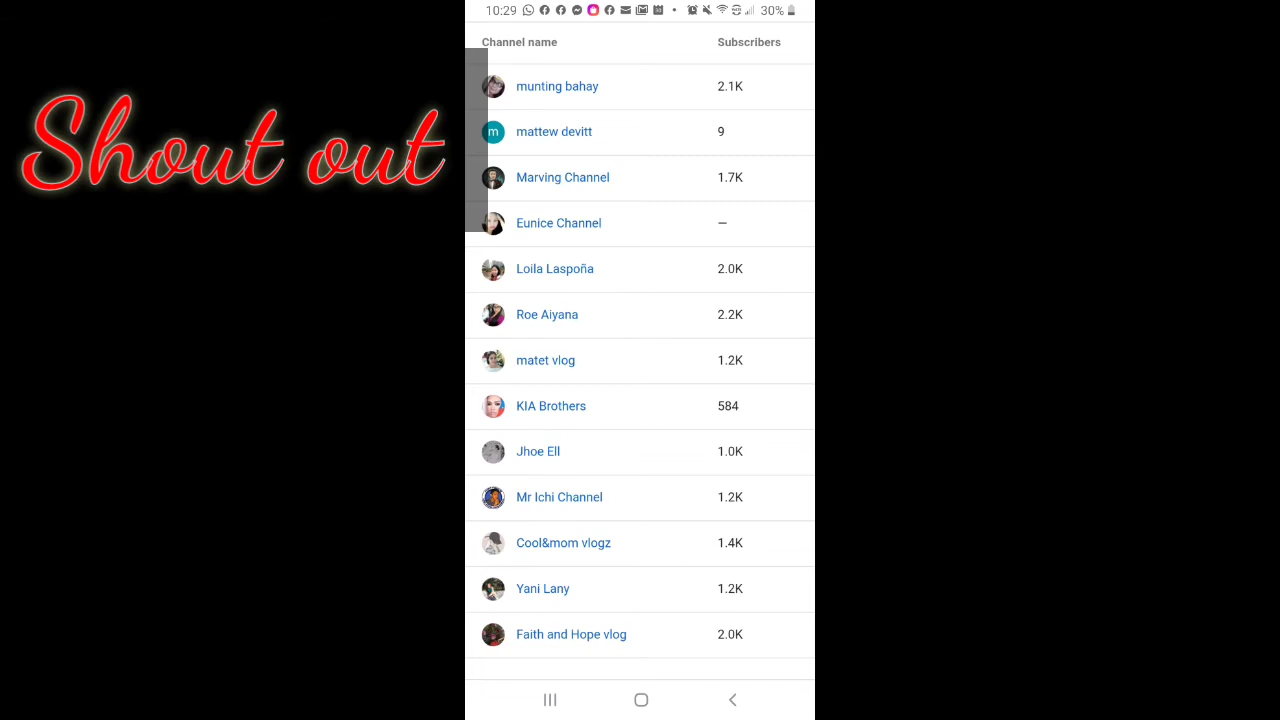 Shout out
10:29 30%
Channel name Subscribers
munting bahay 2.1K
m mattew devitt 9
Marving Channel 1.7K
Eunice Channel —
Loila Laspoña 2.0K
Roe Aiyana 2.2K
matet vlog 1.2K
KIA Brothers 584
Jhoe Ell 1.0K
Mr Ichi Channel 1.2K
Cool&mom vlogz 1.4K
Yani Lany 1.2K
Faith and Hope vlog 2.0K